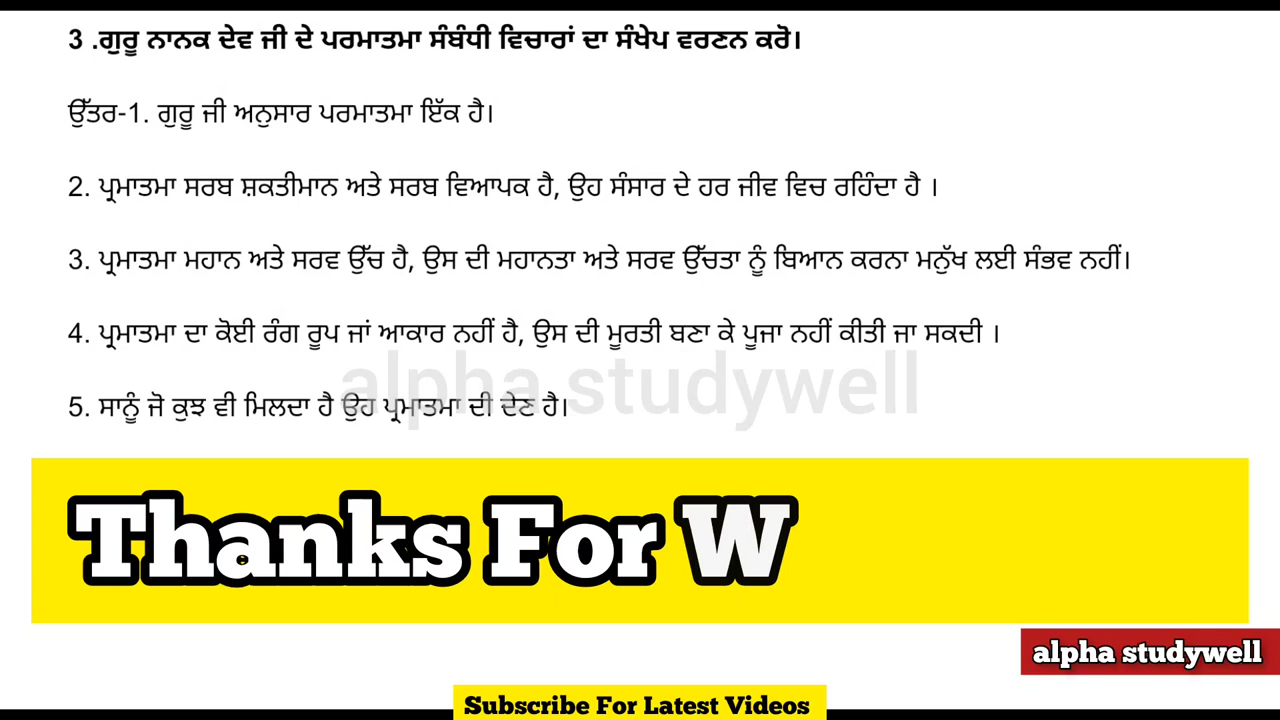 3 .ਗੁਰੂ ਨਾਨਕ ਦੇਵ ਜੀ ਦੇ ਪਰਮਾਤਮਾ ਸੰਬੰਧੀ ਵਿਚਾਰਾਂ ਦਾ ਸੰਖੇਪ ਵਰਣਨ ਕਰੋ।
ਉੱਤਰ-1. ਗੁਰੂ ਜੀ ਅਨੁਸਾਰ ਪਰਮਾਤਮਾ ਇੱਕ ਹੈ।
2. ਪ੍ਰਮਾਤਮਾ ਸਰਬ ਸ਼ਕਤੀਮਾਨ ਅਤੇ ਸਰਬ ਵਿਆਪਕ ਹੈ, ਉਹ ਸੰਸਾਰ ਦੇ ਹਰ ਜੀਵ ਵਿਚ ਰਹਿੰਦਾ ਹੈ ।
3. ਪ੍ਰਮਾਤਮਾ ਮਹਾਨ ਅਤੇ ਸਰਵ ਉੱਚ ਹੈ, ਉਸ ਦੀ ਮਹਾਨਤਾ ਅਤੇ ਸਰਵ ਉੱਚਤਾ ਨੂੰ ਬਿਆਨ ਕਰਨਾ ਮਨੁੱਖ ਲਈ ਸੰਭਵ ਨਹੀਂ।
4. ਪ੍ਰਮਾਤਮਾ ਦਾ ਕੋਈ ਰੰਗ ਰੂਪ ਜਾਂ ਆਕਾਰ ਨਹੀਂ ਹੈ, ਉਸ ਦੀ ਮੂਰਤੀ ਬਣਾ ਕੇ ਪੂਜਾ ਨਹੀਂ ਕੀਤੀ ਜਾ ਸਕਦੀ ।
alpha studywell
5. ਸਾਨੂੰ ਜੋ ਕੁਝ ਵੀ ਮਿਲਦਾ ਹੈ ਉਹ ਪ੍ਰਮਾਤਮਾ ਦੀ ਦੇਣ ਹੈ।
Thanks For W
alpha studywell
Subscribe For Latest Videos